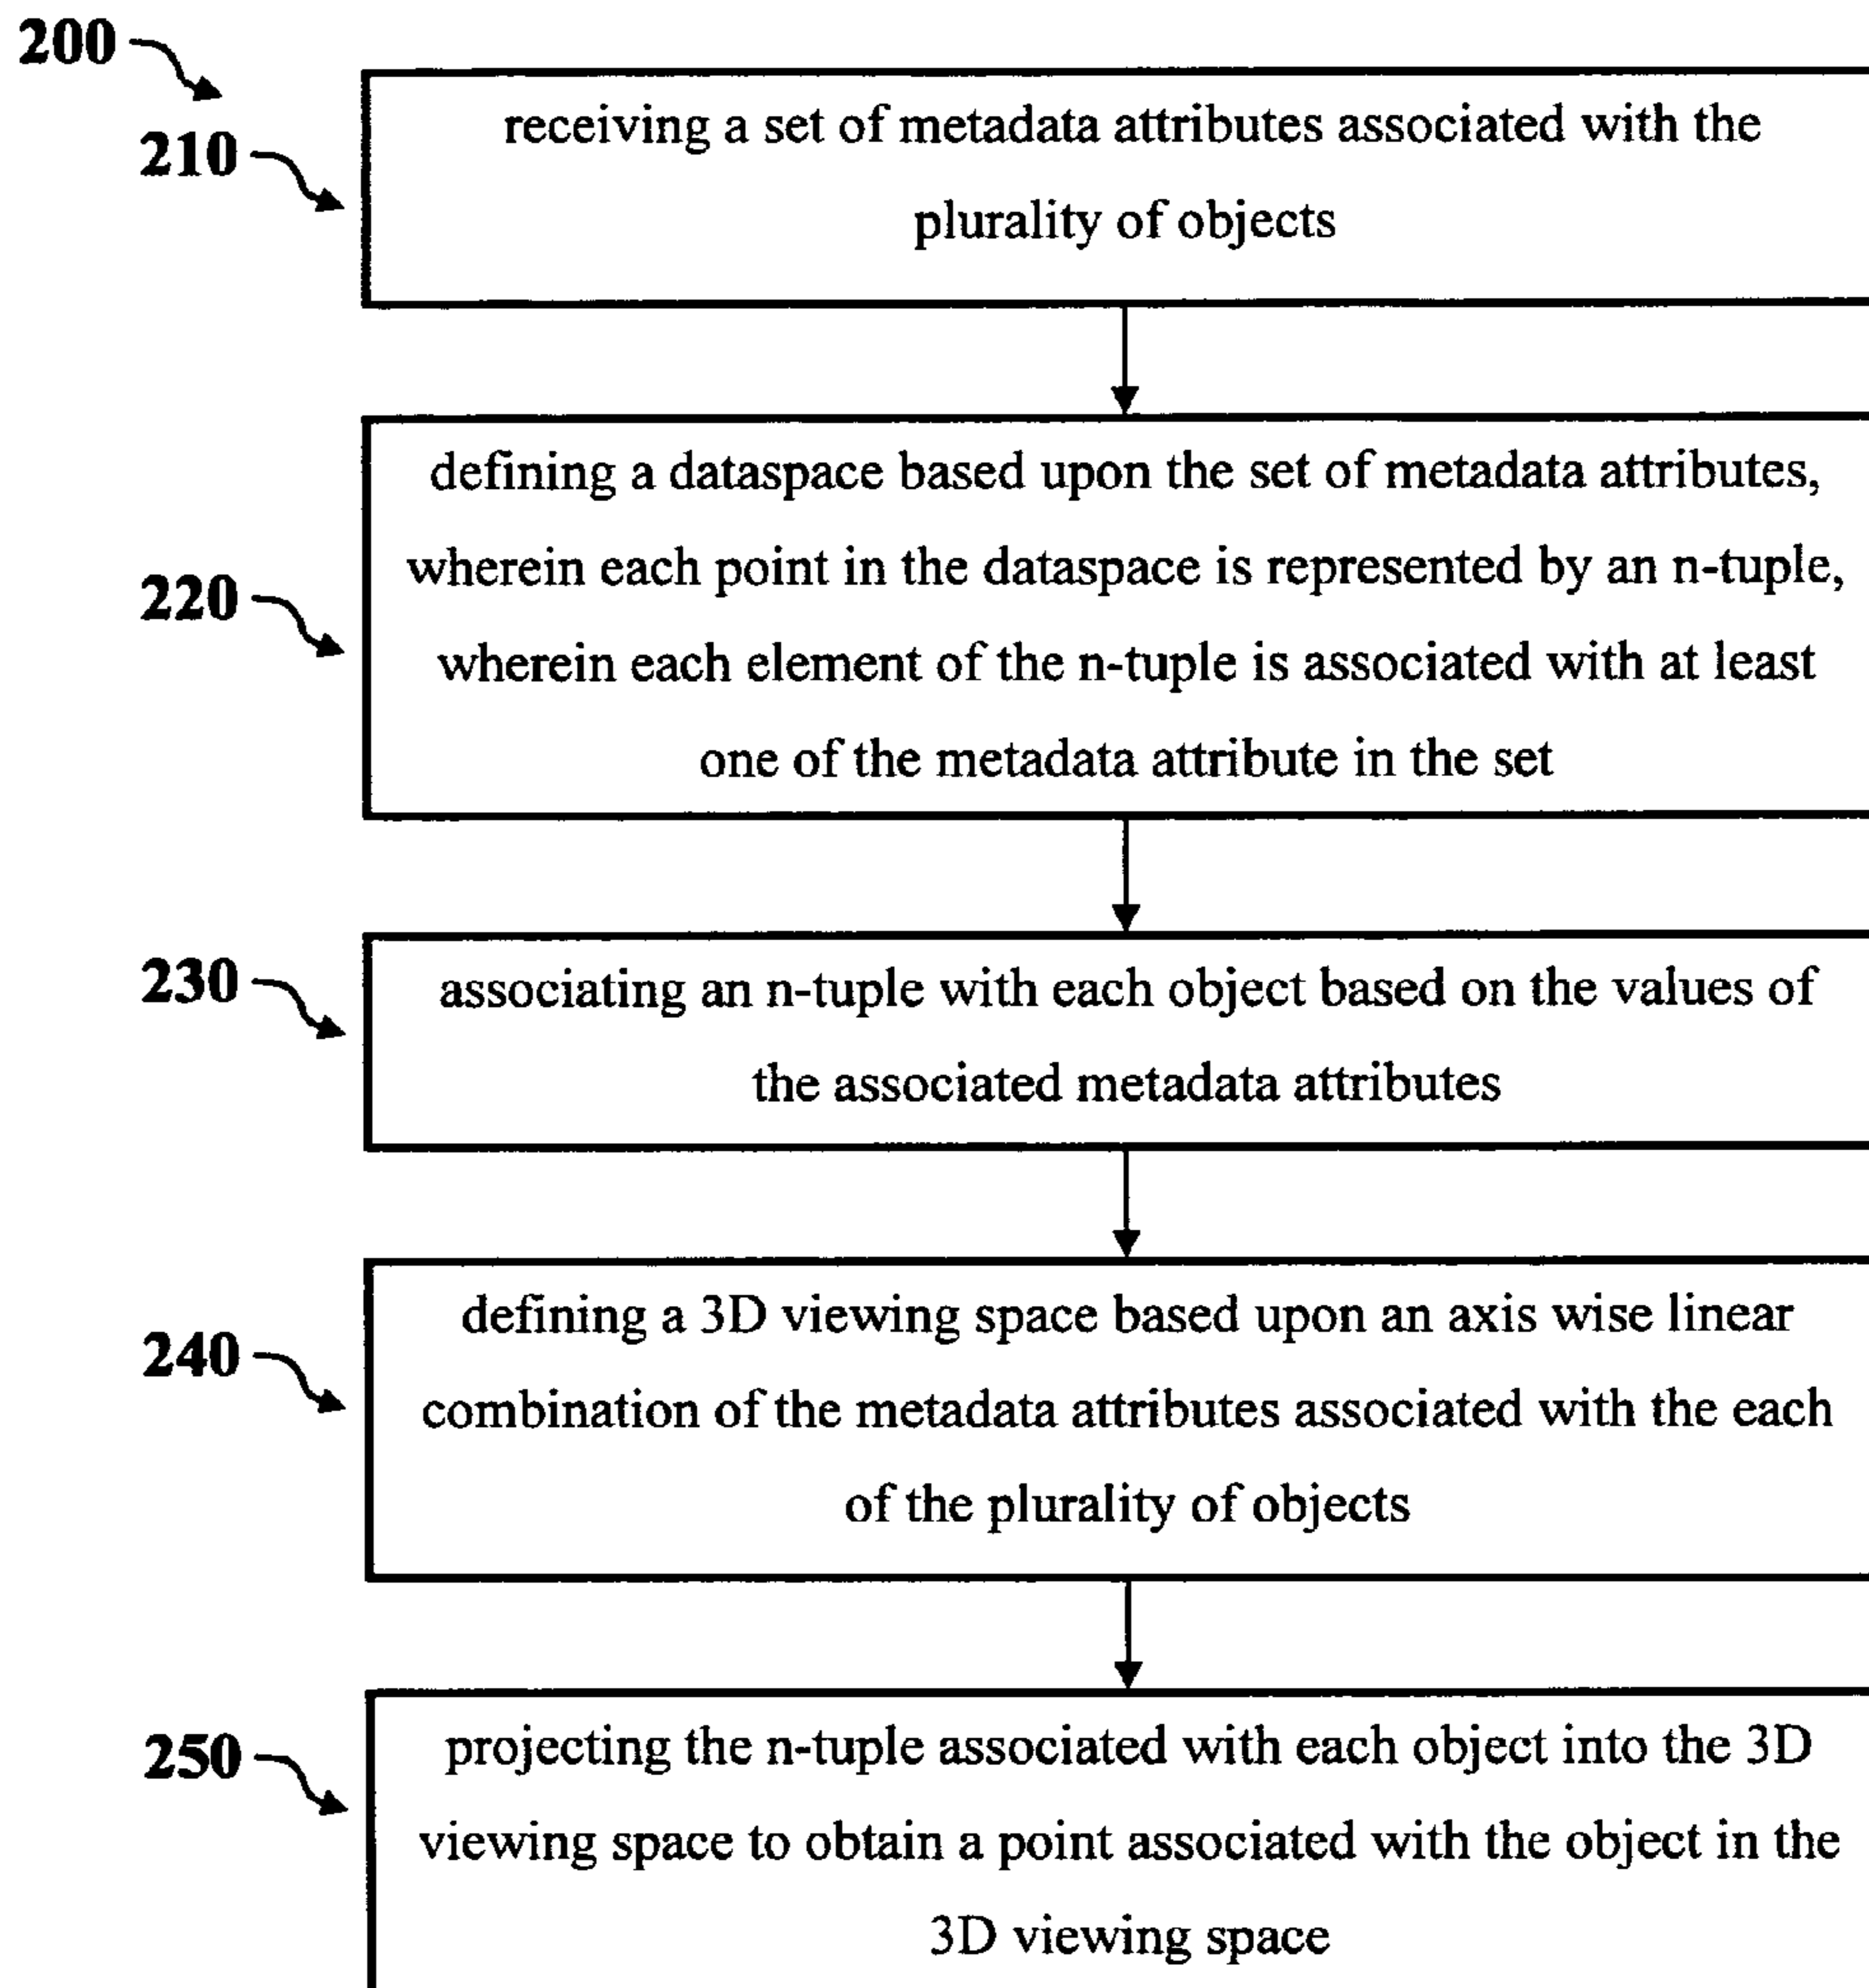 200
210
receiving a set of metadata attributes associated with the
plurality of objects
220
defining a dataspace based upon the set of metadata attributes,
wherein each point in the dataspace is represented by an n-tuple,
wherein each element of the n-tuple is associated with at least
one of the metadata attribute in the set
230
associating an n-tuple with each object based on the values of
the associated metadata attributes
240
defining a 3D viewing space based upon an axis wise linear
combination of the metadata attributes associated with the each
of the plurality of objects
250
projecting the n-tuple associated with each object into the 3D
viewing space to obtain a point associated with the object in the
3D viewing space